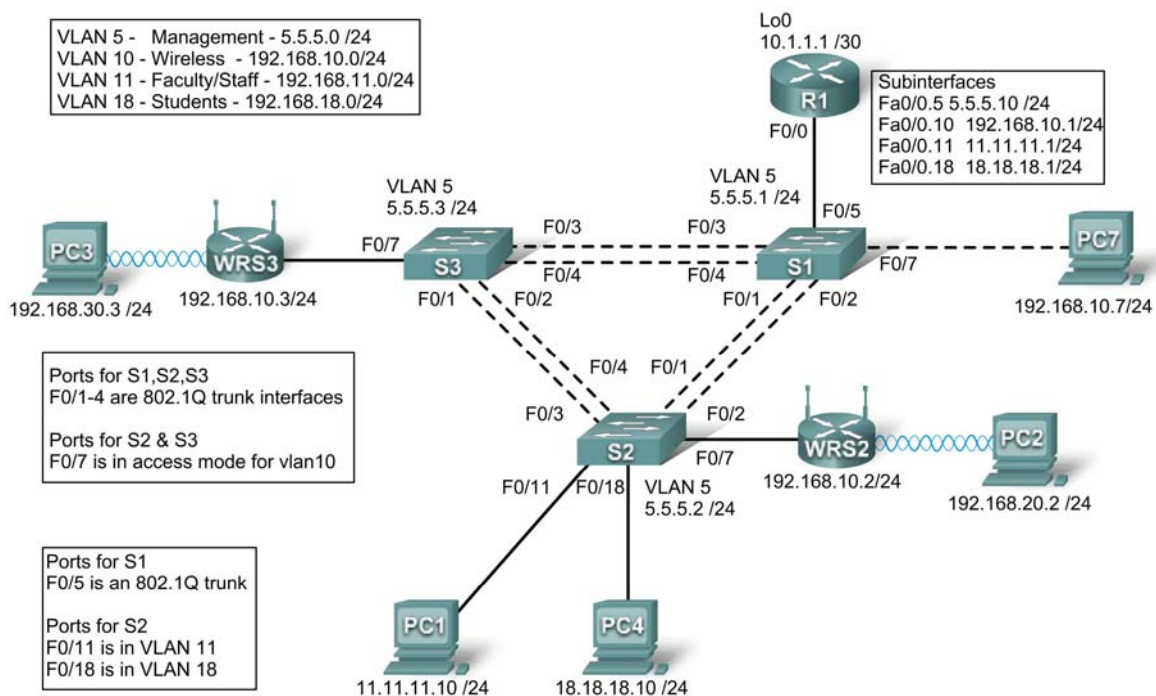 VLAN 5 - Management - 5.5.5.0 /24
VLAN 10 - Wireless - 192.168.10.0/24
VLAN 11 - Faculty/Staff - 192.168.11.0/24
VLAN 18 - Students - 192.168.18.0/24
Lo0
10.1.1.1 /30
R1
F0/0
Subinterfaces
Fa0/0.5 5.5.5.10 /24
Fa0/0.10 192.168.10.1/24
Fa0/0.11 11.11.11.1/24
Fa0/0.18 18.18.18.1/24
VLAN 5
5.5.5.1 /24
F0/5
VLAN 5
5.5.5.3 /24
PC3
192.168.30.3 /24
WRS3
192.168.10.3/24
F0/7
S3
F0/3
F0/4
F0/1
F0/2
F0/3
F0/4
S1
F0/1
F0/2
F0/7
PC7
192.168.10.7/24
Ports for S1,S2,S3
F0/1-4 are 802.1Q trunk interfaces
Ports for S2 & S3
F0/7 is in access mode for vlan10
F0/4
F0/3
F0/1
F0/2
S2
F0/7
F0/11
F0/18
VLAN 5
5.5.5.2 /24
WRS2
192.168.10.2/24
PC2
192.168.20.2 /24
Ports for S1
F0/5 is an 802.1Q trunk
Ports for S2
F0/11 is in VLAN 11
F0/18 is in VLAN 18
PC1
11.11.11.10 /24
PC4
18.18.18.10 /24